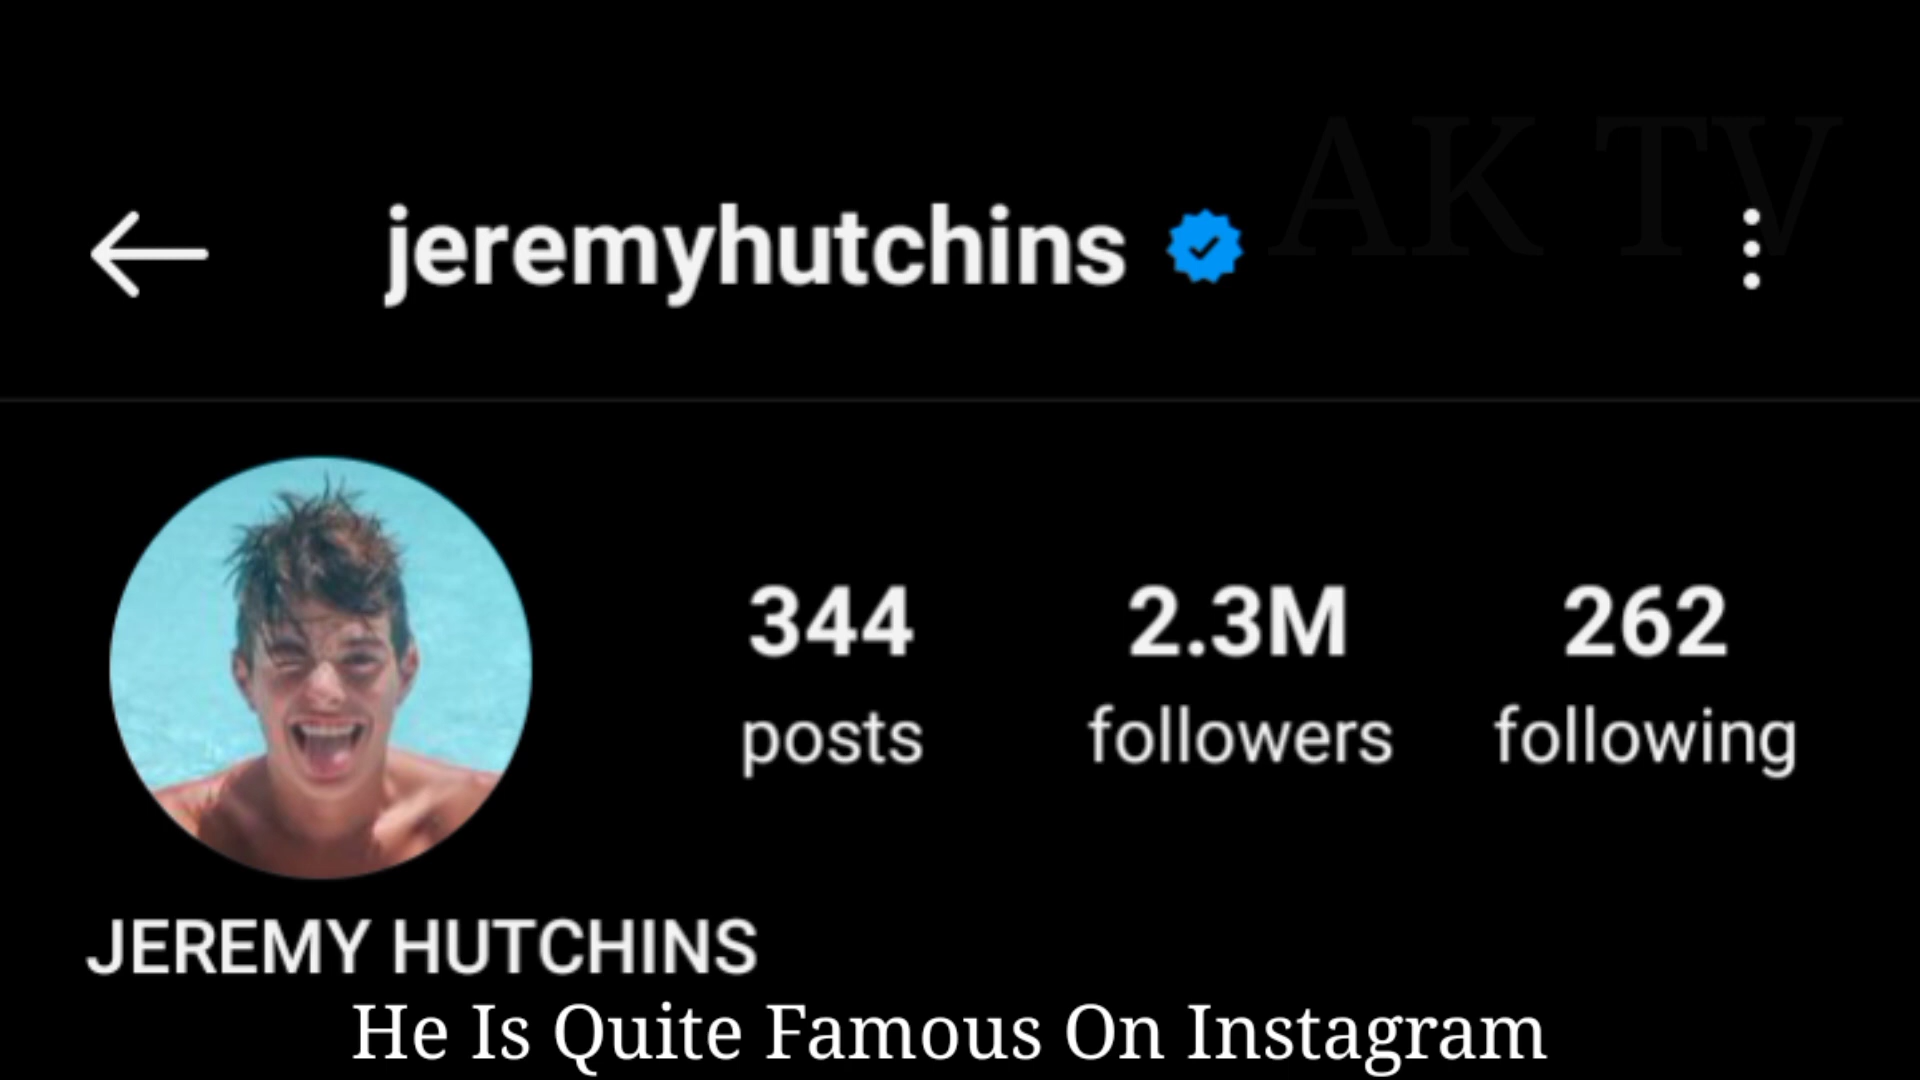 AK TV
jeremyhutchins
344 2.3M 262
posts followers following
JEREMY HUTCHINS
He Is Quite Famous On Instagram